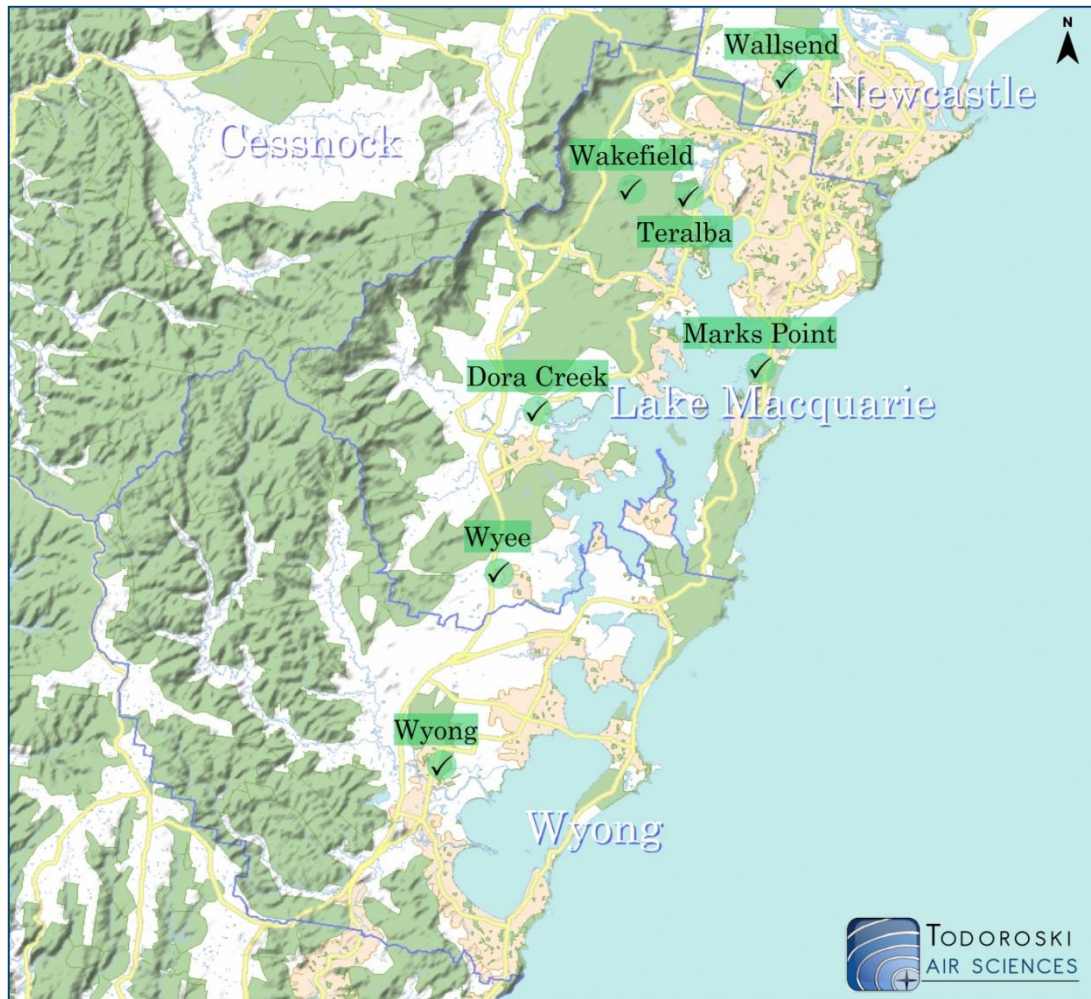 N
Wallsend
Newcastle
Cessnock
Wakefield
Teralba
Marks Point
Dora Creek
Lake Macquarie
Wyee
Wyong
Wyong
TODOROSKI
AIR SCIENCES